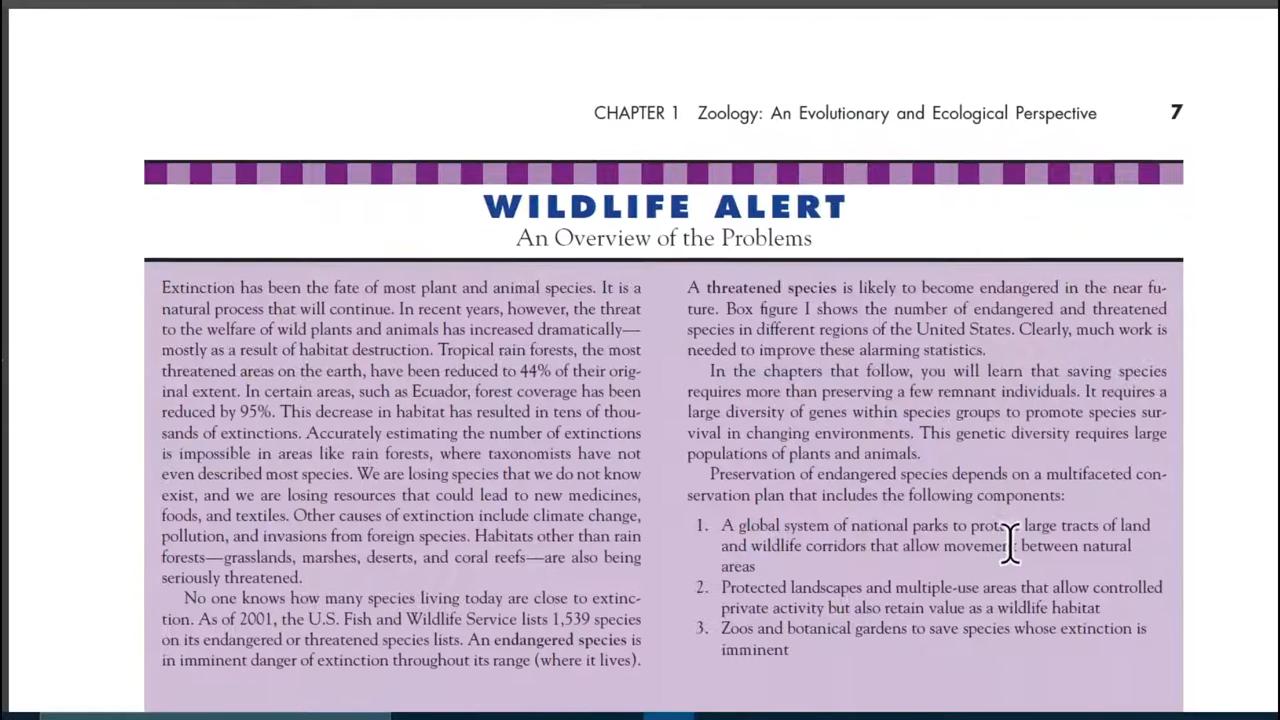 CHAPTER 1 Zoology: An Evolutionary and Ecological Perspective 7
WILDLIFE ALERT
An Overview of the Problems
Extinction has been the fate of most plant and animal species. It is a
natural process that will continue. In recent years, however, the threat
to the welfare of wild plants and animals has increased dramatically—
mostly as a result of habitat destruction. Tropical rain forests, the most
threatened areas on the earth, have been reduced to 44% of their orig-
inal extent. In certain areas, such as Ecuador, forest coverage has been
reduced by 95%. This decrease in habitat has resulted in tens of thou-
sands of extinctions. Accurately estimating the number of extinctions
is impossible in areas like rain forests, where taxonomists have not
even described most species. We are losing species that we do not know
exist, and we are losing resources that could lead to new medicines,
foods, and textiles. Other causes of extinction include climate change,
pollution, and invasions from foreign species. Habitats other than rain
forests—grasslands, marshes, deserts, and coral reefs—are also being
seriously threatened.
No one knows how many species living today are close to extinc-
tion. As of 2001, the U.S. Fish and Wildlife Service lists 1,539 species
on its endangered or threatened species lists. An endangered species is
in imminent danger of extinction throughout its range (where it lives).
A threatened species is likely to become endangered in the near fu-
ture. Box figure 1 shows the number of endangered and threatened
species in different regions of the United States. Clearly, much work is
needed to improve these alarming statistics.
In the chapters that follow, you will learn that saving species
requires more than preserving a few remnant individuals. It requires a
large diversity of genes within species groups to promote species sur-
vival in changing environments. This genetic diversity requires large
populations of plants and animals.
Preservation of endangered species depends on a multifaceted con-
servation plan that includes the following components:
1. A global system of national parks to protect large tracts of land
and wildlife corridors that allow movement between natural
areas
2. Protected landscapes and multiple-use areas that allow controlled
private activity but also retain value as a wildlife habitat
3. Zoos and botanical gardens to save species whose extinction is
imminent